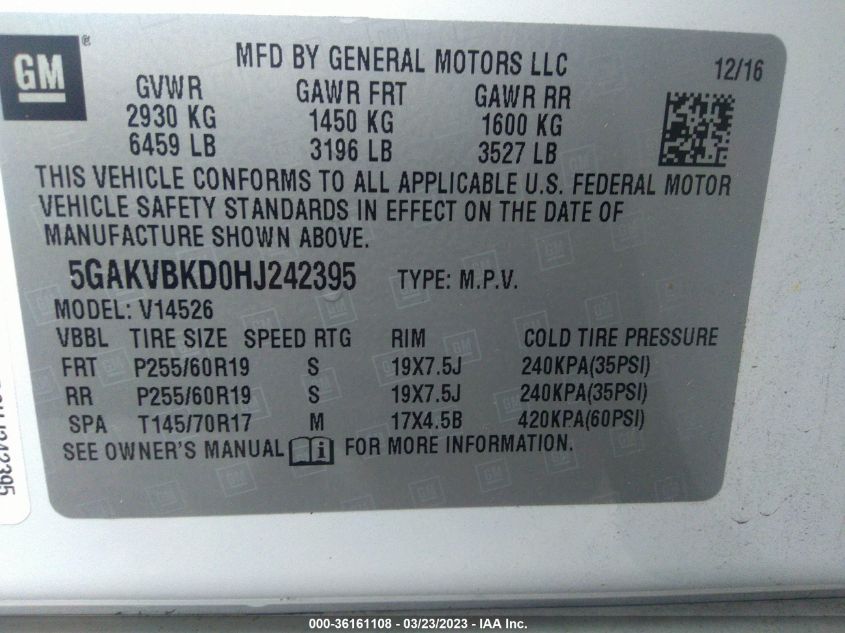 GM
®
MFD BY GENERAL MOTORS LLC
12/16
GVWR GAWR FRT GAWR RR
2930 KG 1450 KG 1600 KG
6459 LB 3196 LB 3527 LB
THIS VEHICLE CONFORMS TO ALL APPLICABLE U.S. FEDERAL MOTOR
VEHICLE SAFETY STANDARDS IN EFFECT ON THE DATE OF
MANUFACTURE SHOWN ABOVE.
5GAKVBKD0HJ242395 TYPE: M.P.V.
MODEL: V14526
VBBL TIRE SIZE SPEED RTG RIM COLD TIRE PRESSURE
FRT P255/60R19 S 19X7.5J 240KPA(35PSI)
RR P255/60R19 S 19X7.5J 240KPA(35PSI)
SPA T145/70R17 M 17X4.5B 420KPA(60PSI)
SEE OWNER'S MANUAL FOR MORE INFORMATION.
000-36161108 - 03/23/2023 - IAA Inc.